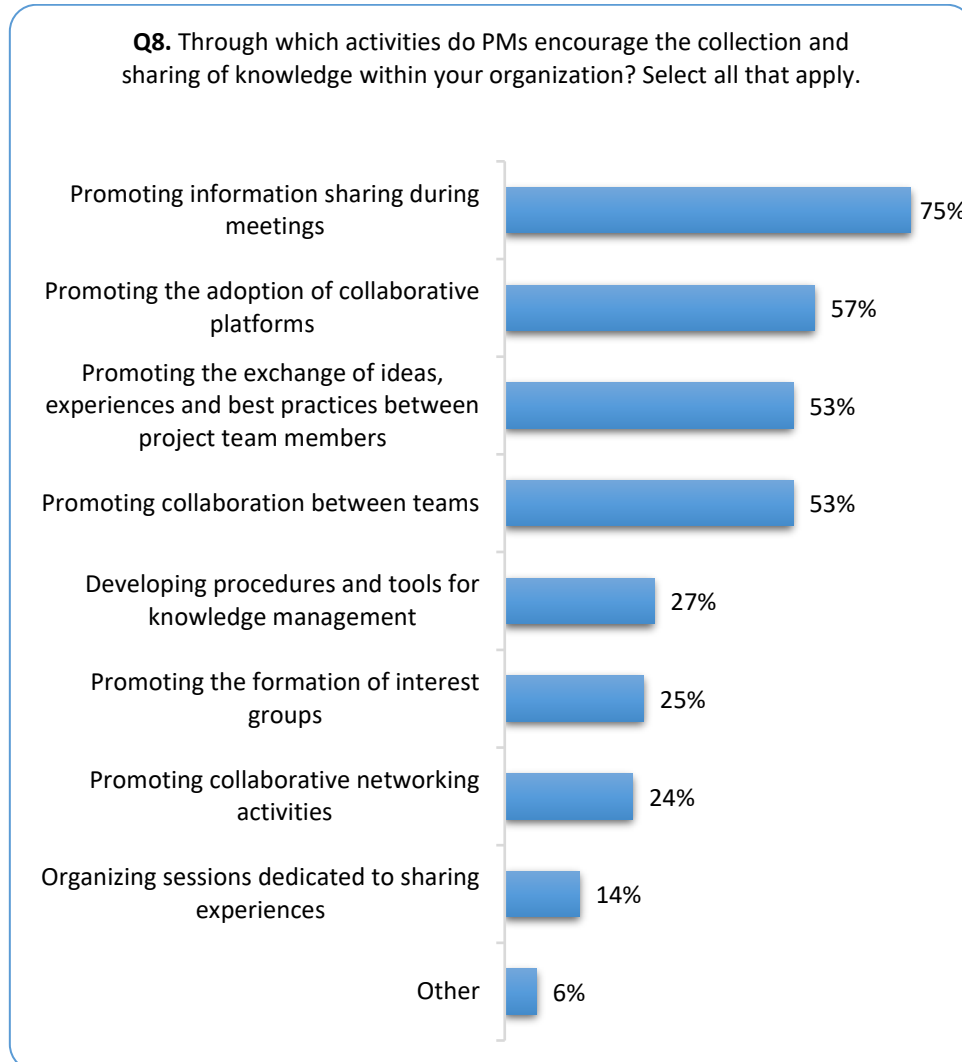 Q8. Through which activities do PMs encourage the collection and
sharing of knowledge within your organization? Select all that apply.
Promoting information sharing during
meetings
75%
Promoting the adoption of collaborative
platforms
57%
Promoting the exchange of ideas,
experiences and best practices between
project team members
53%
Promoting collaboration between teams
53%
Developing procedures and tools for
knowledge management
27%
Promoting the formation of interest
groups
25%
Promoting collaborative networking
activities
24%
Organizing sessions dedicated to sharing
experiences
14%
Other
6%